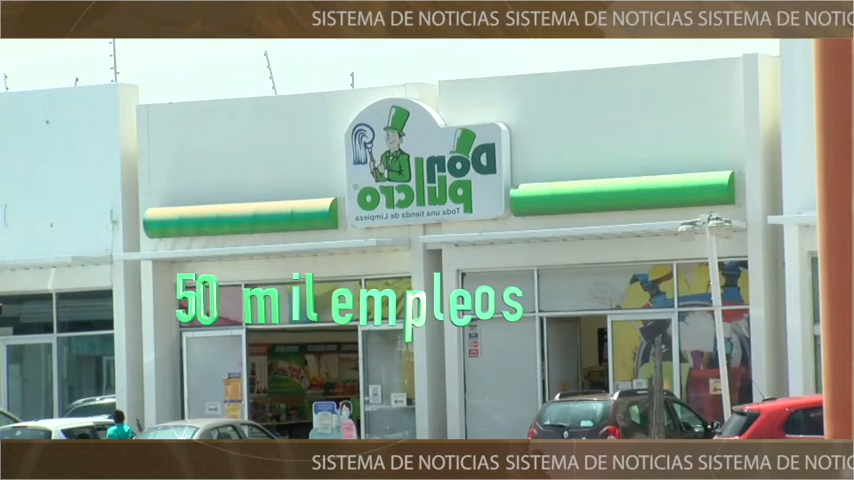 SISTEMA DE NOTICIAS SISTEMA DE NOTICIAS SISTEMA DE NOTIC
Don
pulcro
Toda una tienda de Limpieza
50 mil empleos
SISTEMA DE NOTICIAS SISTEMA DE NOTICIAS SISTEMA DE NOTIC